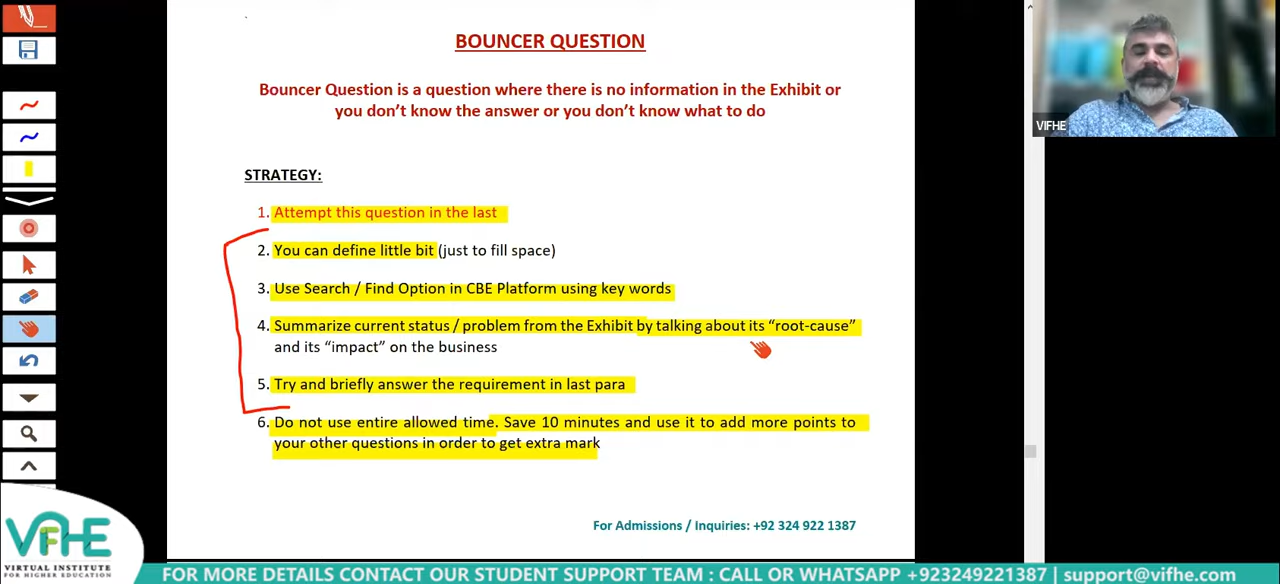 BOUNCER QUESTION
Bouncer Question is a question where there is no information in the Exhibit or
you don't know the answer or you don't know what to do
STRATEGY:
1. Attempt this question in the last
2. You can define little bit (just to fill space)
3. Use Search / Find Option in CBE Platform using key words
4. Summarize current status / problem from the Exhibit by talking about its “root-cause”
and its “impact” on the business
5. Try and briefly answer the requirement in last para
6. Do not use entire allowed time. Save 10 minutes and use it to add more points to
your other questions in order to get extra mark
For Admissions / Inquiries: +92 324 922 1387
VIFHE
VIFHE
VIRTUAL INSTITUTE
FOR HIGHER EDUCATION
FOR MORE DETAILS CONTACT OUR STUDENT SUPPORT TEAM : CALL OR WHATSAPP +923249221387 | support@vifhe.com